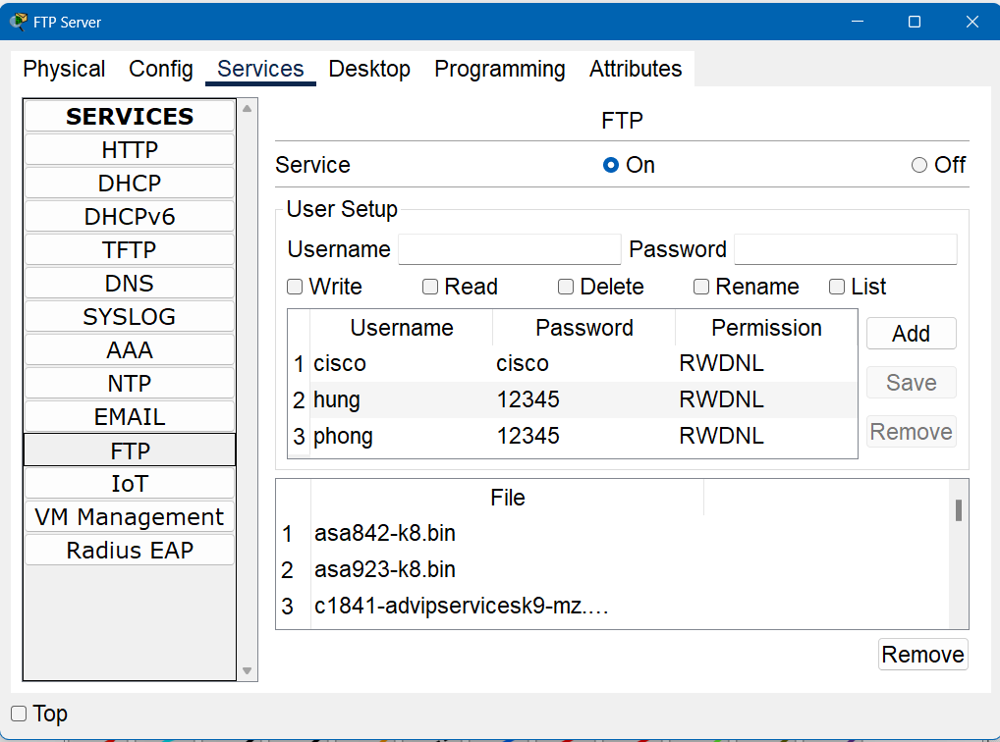 FTP Server
Physical Config Services Desktop Programming Attributes
SERVICES
HTTP
DHCP
DHCPv6
TFTP
DNS
SYSLOG
AAA
NTP
EMAIL
FTP
IoT
VM Management
Radius EAP
FTP
Service On Off
User Setup
Username Password
Write Read Delete Rename List
Username Password Permission
1 cisco cisco RWDNL
2 hung 12345 RWDNL
3 phong 12345 RWDNL
Add
Save
Remove
File
1 asa842-k8.bin
2 asa923-k8.bin
3 c1841-advipservicesk9-mz.…
Remove
Top